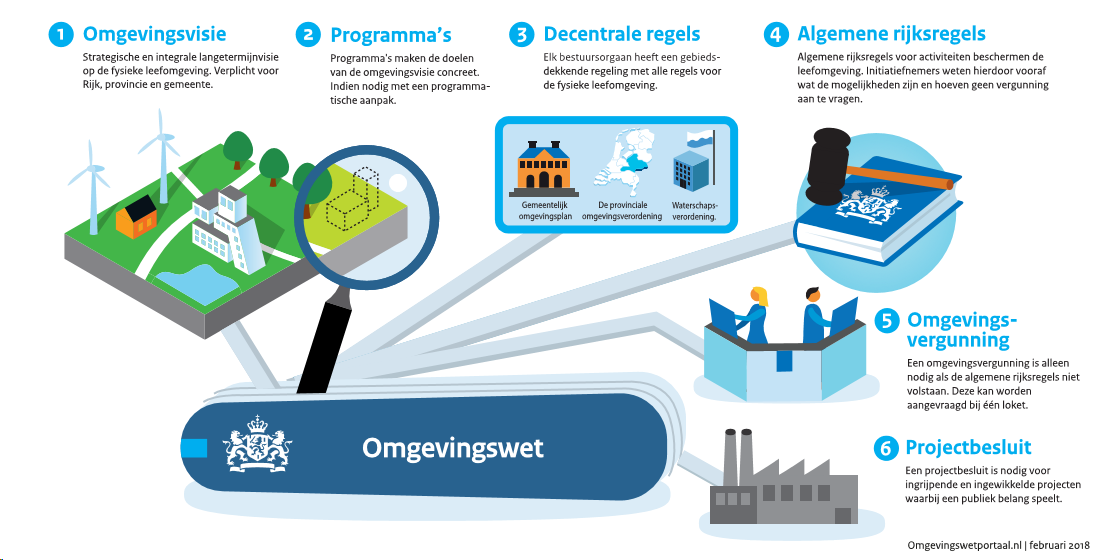 1 Omgevingsvisie
Strategische en integrale langetermijnvisie
op de fysieke leefomgeving. Verplicht voor
Rijk, provincie en gemeente.
2 Programma's
Programma's maken de doelen
van de omgevingsvisie concreet.
Indien nodig met een programma-
tische aanpak.
3 Decentrale regels
Elk bestuursorgaan heeft een gebieds-
dekkende regeling met alle regels voor
de fysieke leefomgeving.
Gemeentelijk
omgevingsplan
De provinciale
omgevingsverordening
Waterschaps-
verordening.
4 Algemene rijksregels
Algemene rijksregels voor activiteiten beschermen de
leefomgeving. Initiatiefnemers weten hierdoor vooraf
wat de mogelijkheden zijn en hoeven geen vergunning
aan te vragen.
5 Omgevings-
vergunning
Een omgevingsvergunning is alleen
nodig als de algemene rijksregels niet
volstaan. Deze kan worden
aangevraagd bij één loket.
6 Projectbesluit
Een projectbesluit is nodig voor
ingrijpende en ingewikkelde projecten
waarbij een publiek belang speelt.
Omgevingswet
Omgevingswetportaal.nl | februari 2018